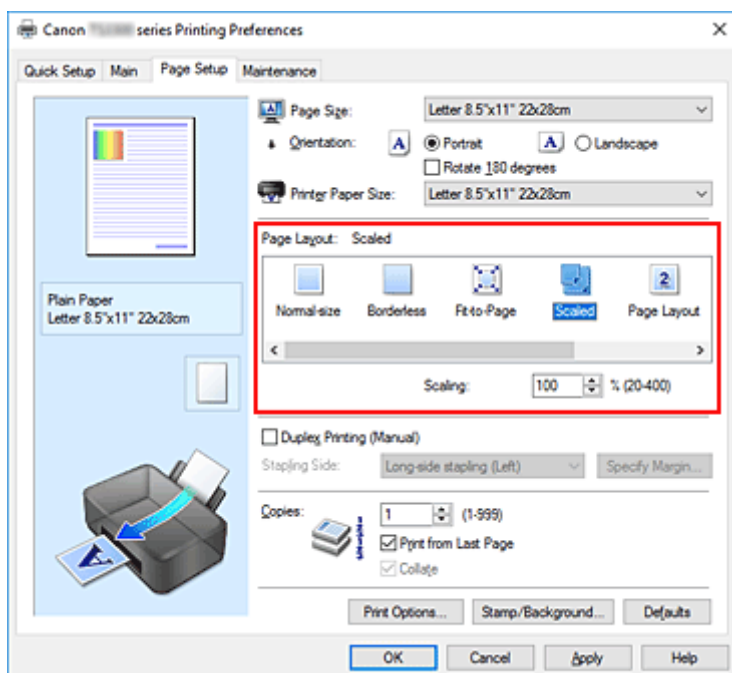 Canon series Printing Preferences
Quick Setup Main Page Setup Maintenance
Page Size: Letter 8.5"x11" 22x28cm
Orientation: A Portrait A Landscape
Rotate 180 degrees
Printer Paper Size: Letter 8.5"x11" 22x28cm
Page Layout: Scaled
Normal-size Borderless Fit-to-Page Scaled Page Layout
Scaling: 100 % (20-400)
Plain Paper
Letter 8.5"x11" 22x28cm
Duplex Printing (Manual)
Stapling Side: Long-side stapling (Left) Specify Margin...
Copies: 1 (1-999)
Print from Last Page
Collate
Print Options... Stamp/Background... Defaults
OK Cancel Apply Help